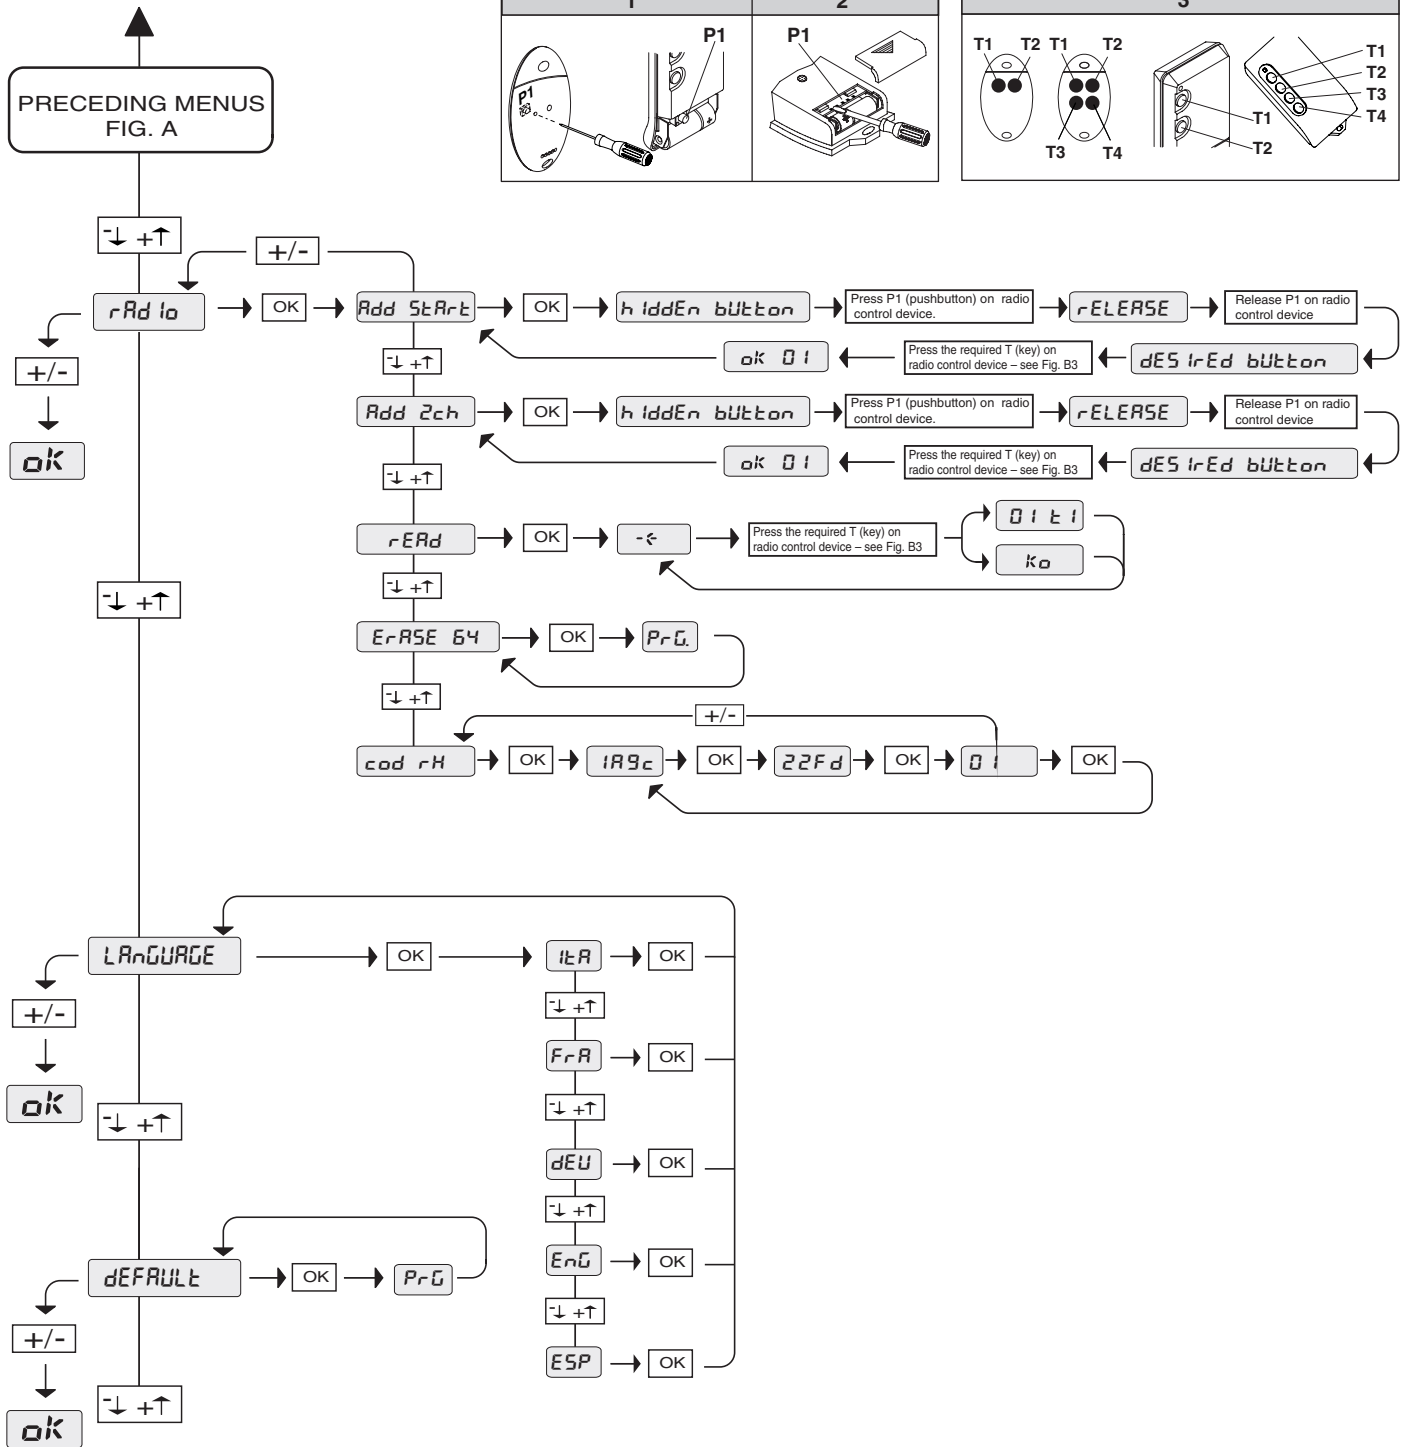 1
2
3
P1
P1
P1
T1
T2
T1
T2
T3
T4
T1
T2
T1
T2
T3
T4
PRECEDING MENUS
FIG. A
- +
+/-
rAdIo
OK
Add StArt
OK
hIddEn bUtton
Press P1 (pushbutton) on radio
control device.
rELEASE
Release P1 on radio
control device
+/-
oK
- +
oK 01
Press the required T (key) on
radio control device – see Fig. B3
dESIrEd bUtton
Add 2ch
OK
hIddEn bUtton
Press P1 (pushbutton) on radio
control device.
rELEASE
Release P1 on radio
control device
- +
oK 01
Press the required T (key) on
radio control device – see Fig. B3
dESIrEd bUtton
rEAd
OK
Press the required T (key) on
radio control device – see Fig. B3
01 t1
Ko
- +
- +
ErASE 64
OK
PrG.
- +
+/-
cod rH
OK
1A9c
OK
22Fd
OK
01
OK
LAnGUAGE
OK
ItA
OK
+/-
oK
- +
- +
FrA
OK
- +
dEU
OK
- +
EnG
OK
- +
ESP
OK
dEFAULt
OK
PrG
+/-
oK
- +